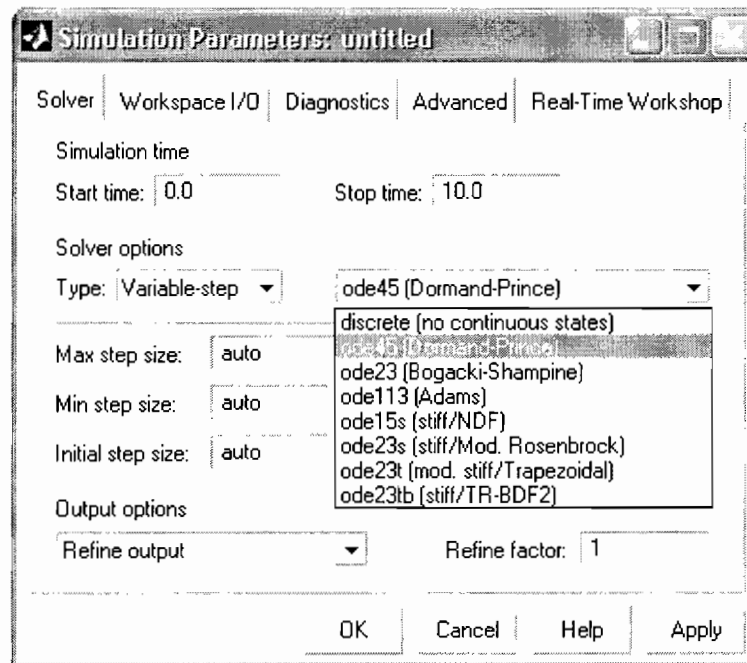 Simulation Parameters: untitled
Solver Workspace I/O Diagnostics Advanced Real-Time Workshop
Simulation time
Start time: 0.0 Stop time: 10.0
Solver options
Type: Variable-step ode45 (Dormand-Prince)
discrete (no continuous states)
ode45 (Dormand-Prince)
Max step size: auto ode23 (Bogacki-Shampine)
ode113 (Adams)
Min step size: auto ode15s (stiff/NDF)
ode23s (stiff/Mod. Rosenbrock)
Initial step size: auto ode23t (mod. stiff/Trapezoidal)
ode23tb (stiff/TR-BDF2)
Output options
Refine output Refine factor: 1
OK Cancel Help Apply